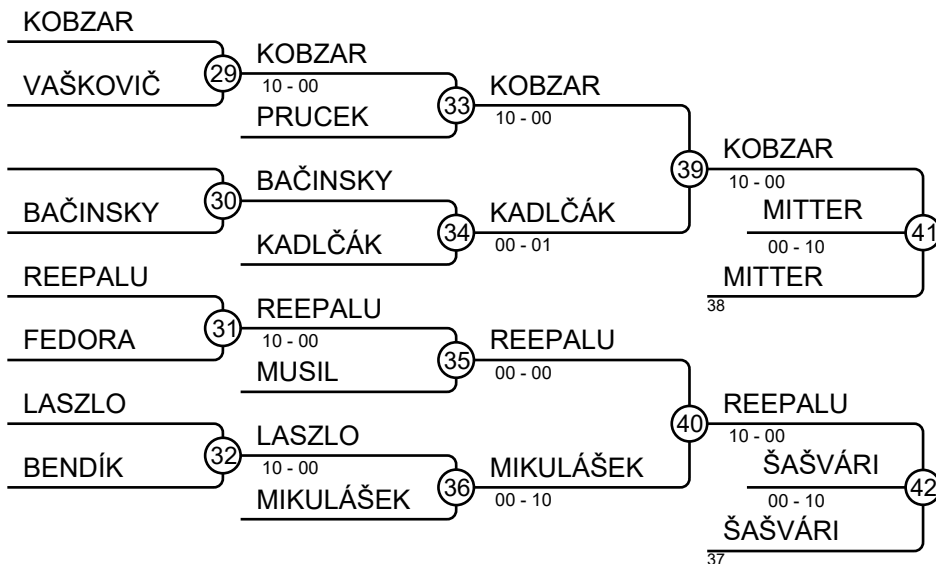 KOBZAR
VAŠKOVIČ
29
KOBZAR
10 - 00
PRUCEK
33
KOBZAR
10 - 00
BAČINSKY
30
BAČINSKY
KADLČÁK
34
KADLČÁK
00 - 01
39
KOBZAR
10 - 00
MITTER
00 - 10
MITTER
38
41
REEPALU
FEDORA
31
REEPALU
10 - 00
MUSIL
35
REEPALU
00 - 00
LASZLO
BENDÍK
32
LASZLO
10 - 00
MIKULÁŠEK
36
MIKULÁŠEK
00 - 10
40
REEPALU
10 - 00
ŠAŠVÁRI
00 - 10
ŠAŠVÁRI
37
42